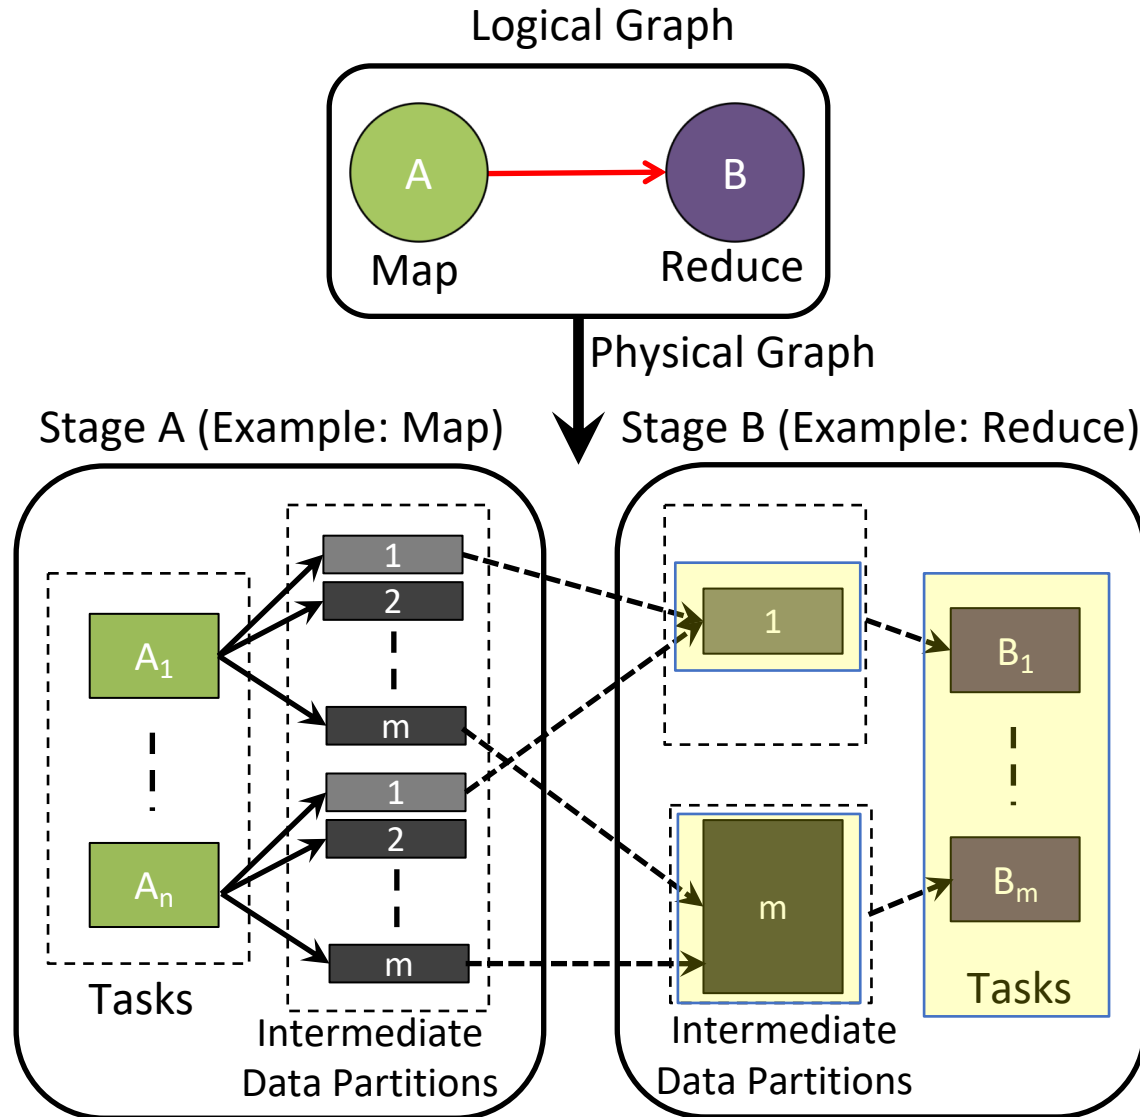 Logical Graph
A
B
Map
Reduce
Physical Graph
Stage A (Example: Map)
Stage B (Example: Reduce)
A1
An
Tasks
1
2
m
1
2
m
Intermediate
Data Partitions
1
m
Intermediate
Data Partitions
B1
Bm
Tasks